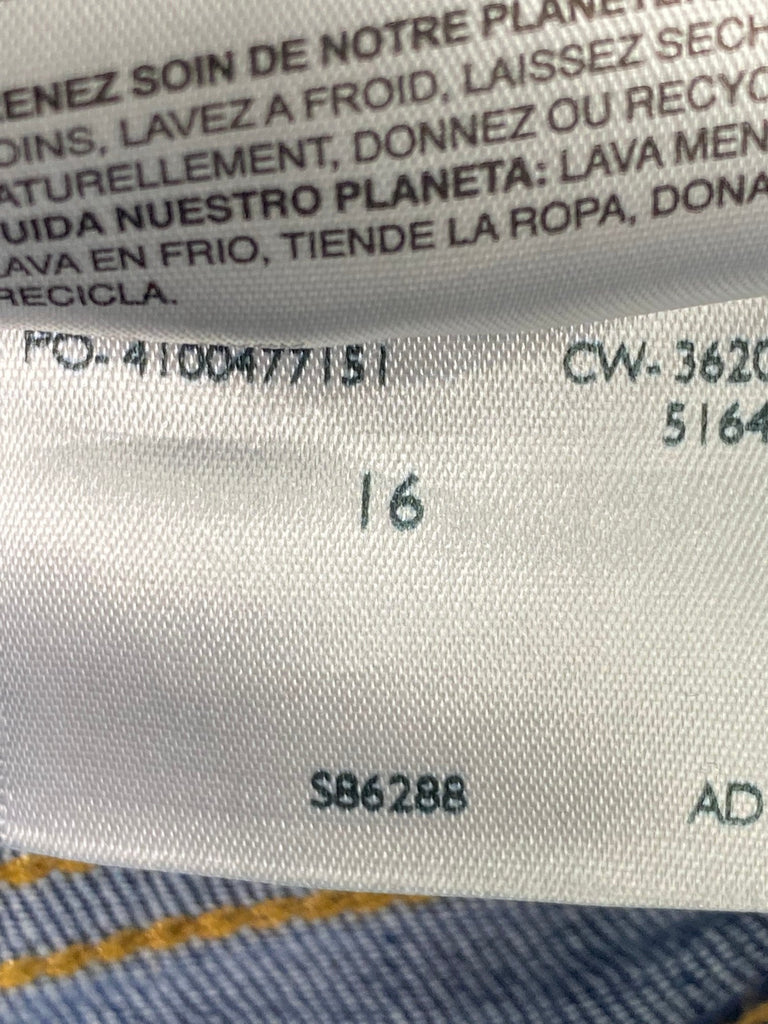 ENEZ SOIN DE NOTRE PLANETE:
OINS, LAVEZ A FROID, LAISSEZ SECH
ATURELLEMENT, DONNEZ OU RECYC
UIDA NUESTRO PLANETA: LAVA MEN
AVA EN FRIO, TIENDE LA ROPA, DONA
RECICLA.
PO- 4100477151 CW- 3620
5164
16
S86288 AD